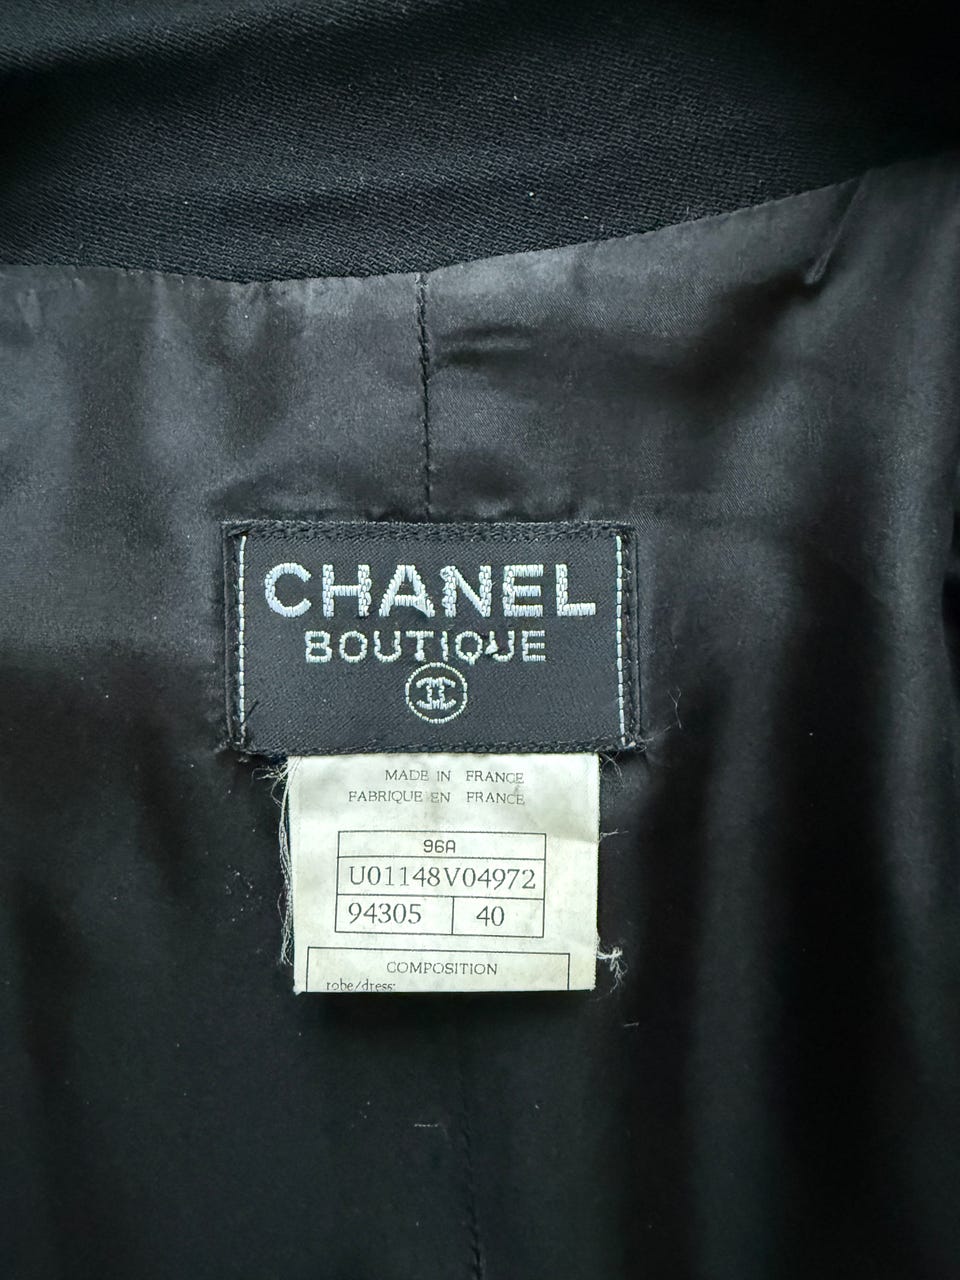 CHANEL
BOUTIQUE
MADE IN FRANCE
FABRIQUE EN FRANCE
96A
U01148V04972
94305 40
COMPOSITION
robe/dress: